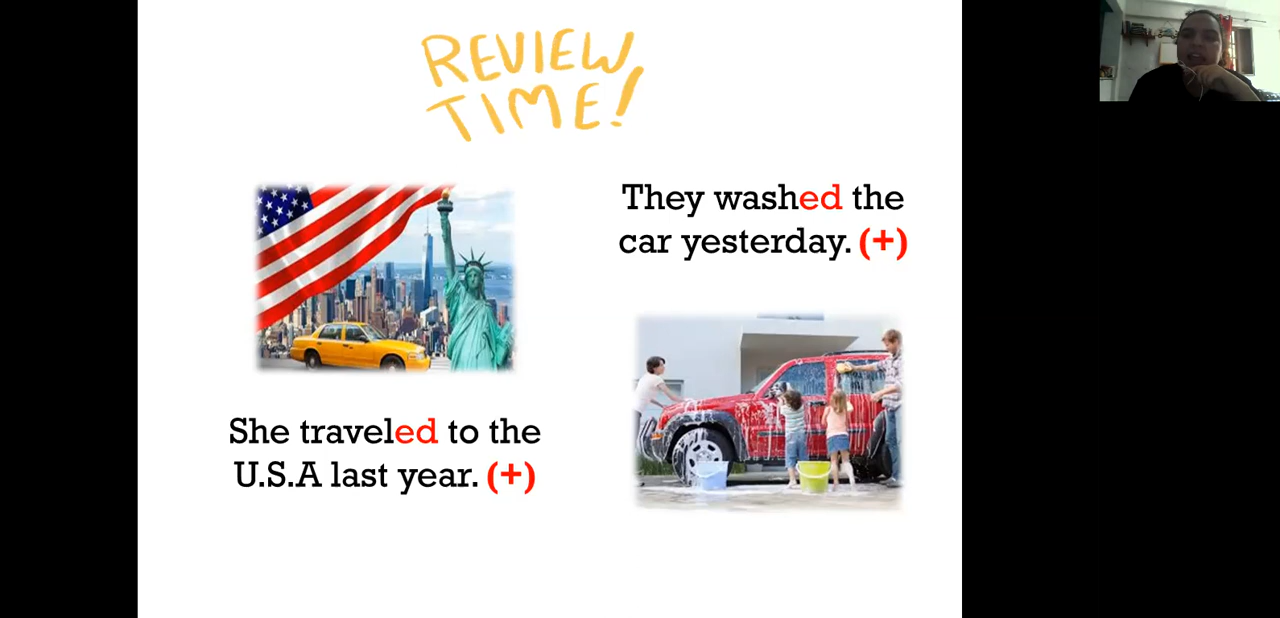 REVIEW
TIME!
They washed the
car yesterday. (+)
She traveled to the
U.S.A last year. (+)